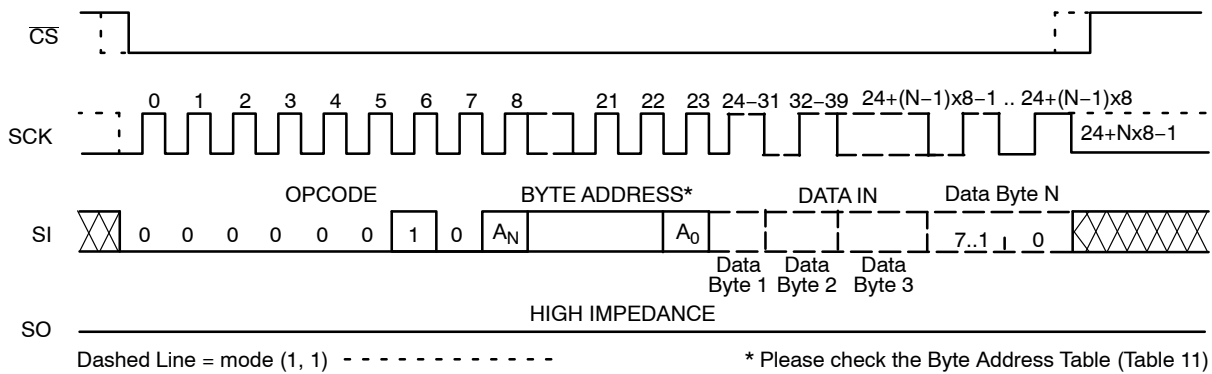 CS
0 1 2 3 4 5 6 7 8 21 22 23 24–31 32–39 24+(N–1)x8–1 .. 24+(N–1)x8
SCK
24+Nx8–1
OPCODE BYTE ADDRESS* DATA IN Data Byte N
SI
0 0 0 0 0 0 1 0 AN A0 7..1 0
Data Byte 1
Data Byte 2
Data Byte 3
HIGH IMPEDANCE
SO
Dashed Line = mode (1, 1)
* Please check the Byte Address Table (Table 11)